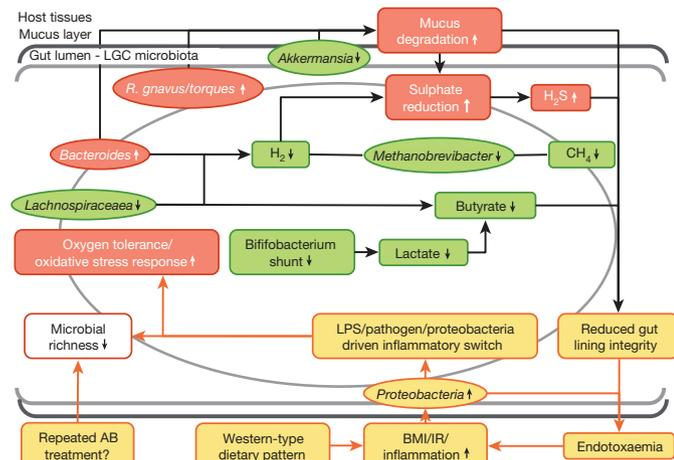 Host tissues
Mucus layer
Mucus
degradation ↑
Gut lumen - LGC microbiota
Akkermansia ↓
R. gnavus/torques ↑
Sulphate
reduction ↑
H2S ↑
Bacteroides ↑
H2 ↓
Methanobrevibacter ↓
CH4 ↓
Lachnospiraceaea ↓
Butyrate ↓
Oxygen tolerance/
oxidative stress response ↑
Bififobacterium
shunt ↓
Lactate ↓
Microbial
richness ↓
LPS/pathogen/proteobacteria
driven inflammatory switch
Reduced gut
lining integrity
Proteobacteria ↑
Repeated AB
treatment?
Western-type
dietary pattern
BMI/IR/
inflammation ↑
Endotoxaemia